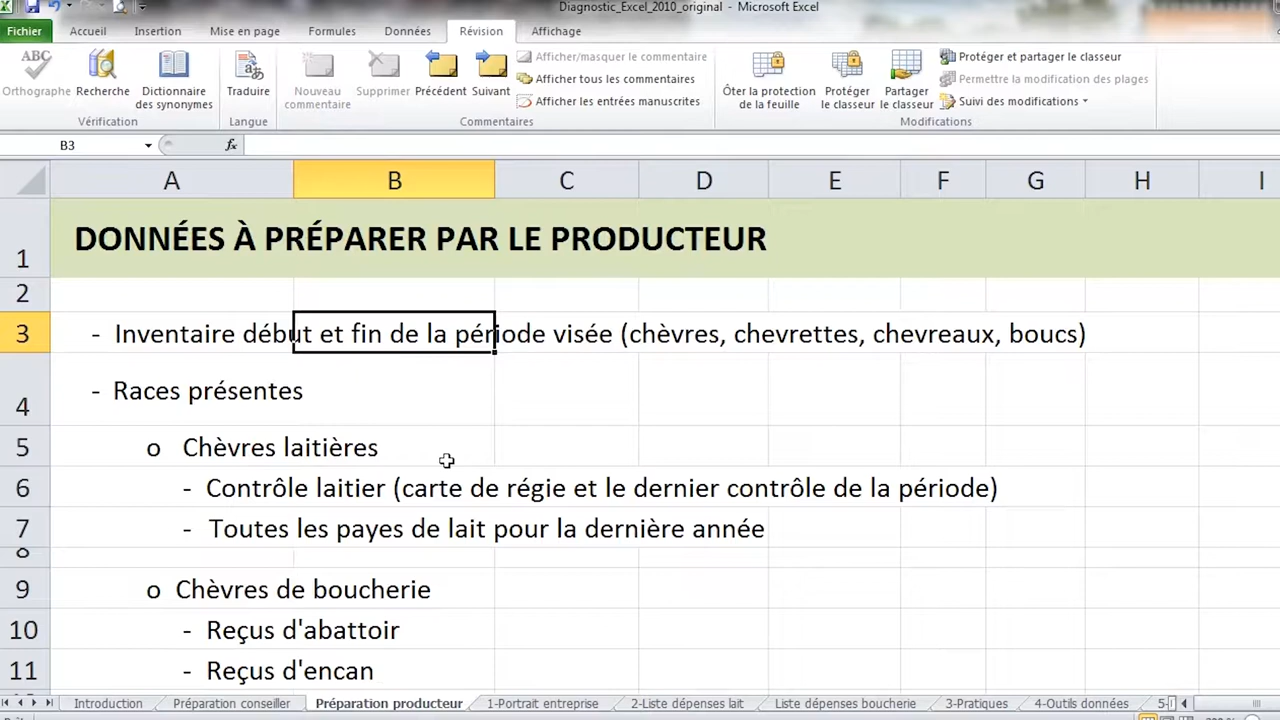 Diagnostic_Excel_2010_original - Microsoft Excel
Fichier Accueil Insertion Mise en page Formules Données Révision Affichage
ABC
Orthographe
Recherche
Dictionnaire des synonymes
Vérification
Traduire
Langue
Nouveau commentaire
Supprimer
Précédent
Suivant
Afficher/masquer le commentaire
Afficher tous les commentaires
Afficher les entrées manuscrites
Commentaires
Ôter la protection de la feuille
Protéger le classeur
Partager le classeur
Protéger et partager le classeur
Permettre la modification des plages
Suivi des modifications
Modifications
B3 fx
A B C D E F G H I
1 DONNÉES À PRÉPARER PAR LE PRODUCTEUR
2
3 - Inventaire début et fin de la période visée (chèvres, chevrettes, chevreaux, boucs)
4 - Races présentes
5 o Chèvres laitières
6 - Contrôle laitier (carte de régie et le dernier contrôle de la période)
7 - Toutes les payes de lait pour la dernière année
8
9 o Chèvres de boucherie
10 - Reçus d'abattoir
11 - Reçus d'encan
Introduction Préparation conseiller Préparation producteur 1-Portrait entreprise 2-Liste dépenses lait Liste dépenses boucherie 3-Pratiques 4-Outils données 5-